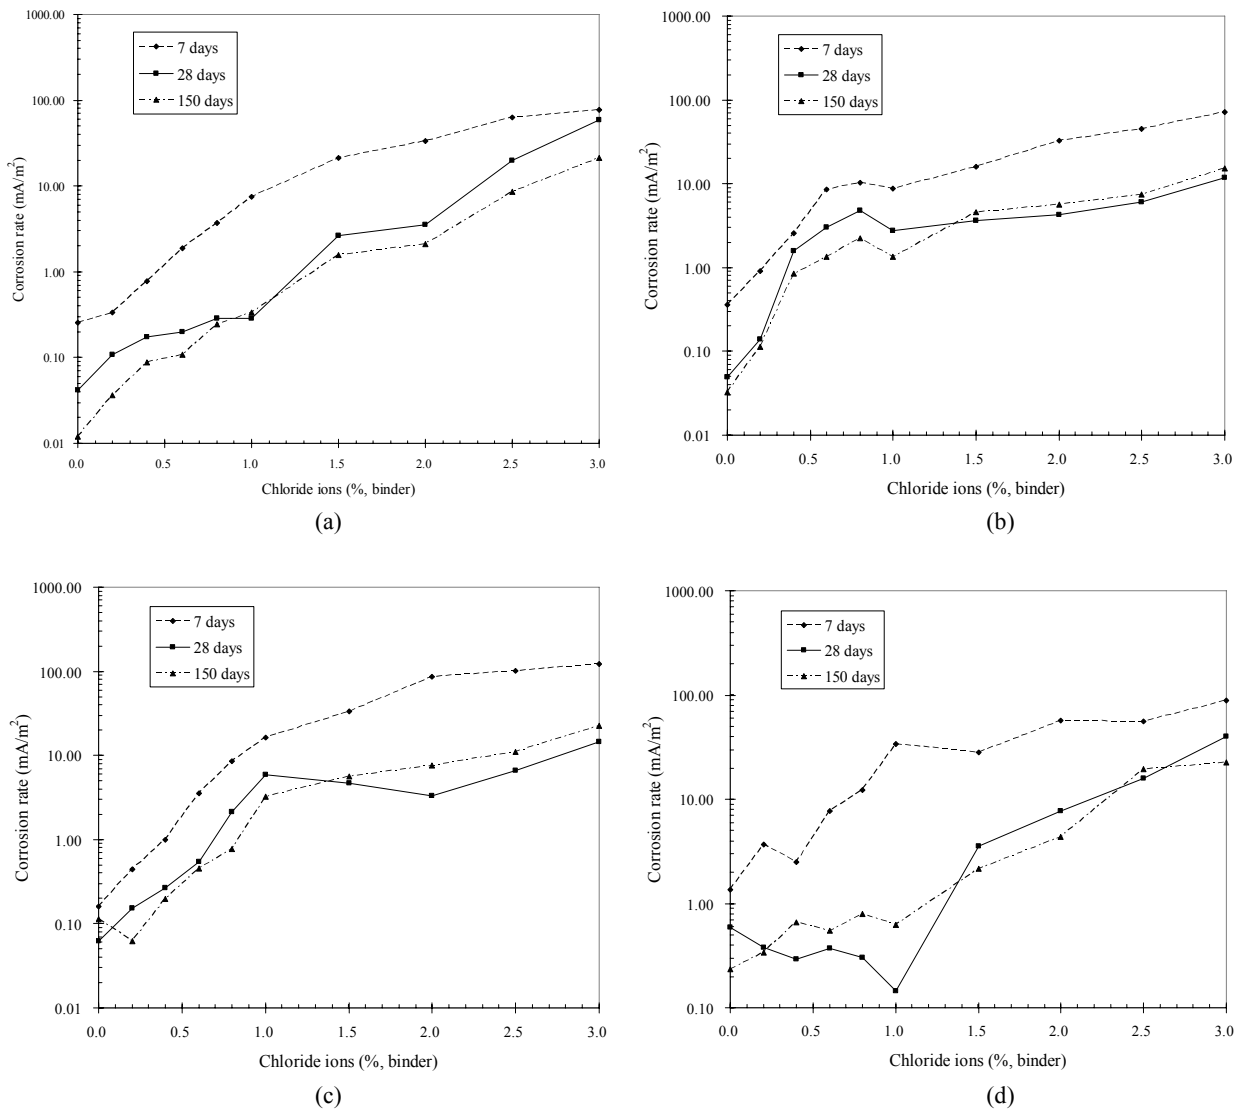 1000.00
100.00
10.00
1.00
0.10
0.01
Corrosion rate (mA/m²)
7 days
28 days
150 days
0.0 0.5 1.0 1.5 2.0 2.5 3.0
Chloride ions (%, binder)
(a)
1000.00
100.00
10.00
1.00
0.10
0.01
Corrosion rate (mA/m²)
7 days
28 days
150 days
0.0 0.5 1.0 1.5 2.0 2.5 3.0
Chloride ions (%, binder)
(b)
1000.00
100.00
10.00
1.00
0.10
0.01
Corrosion rate (mA/m²)
7 days
28 days
150 days
0.0 0.5 1.0 1.5 2.0 2.5 3.0
Chloride ions (%, binder)
(c)
1000.00
100.00
10.00
1.00
0.10
Corrosion rate (mA/m²)
7 days
28 days
150 days
0.0 0.5 1.0 1.5 2.0 2.5 3.0
Chloride ions (%, binder)
(d)